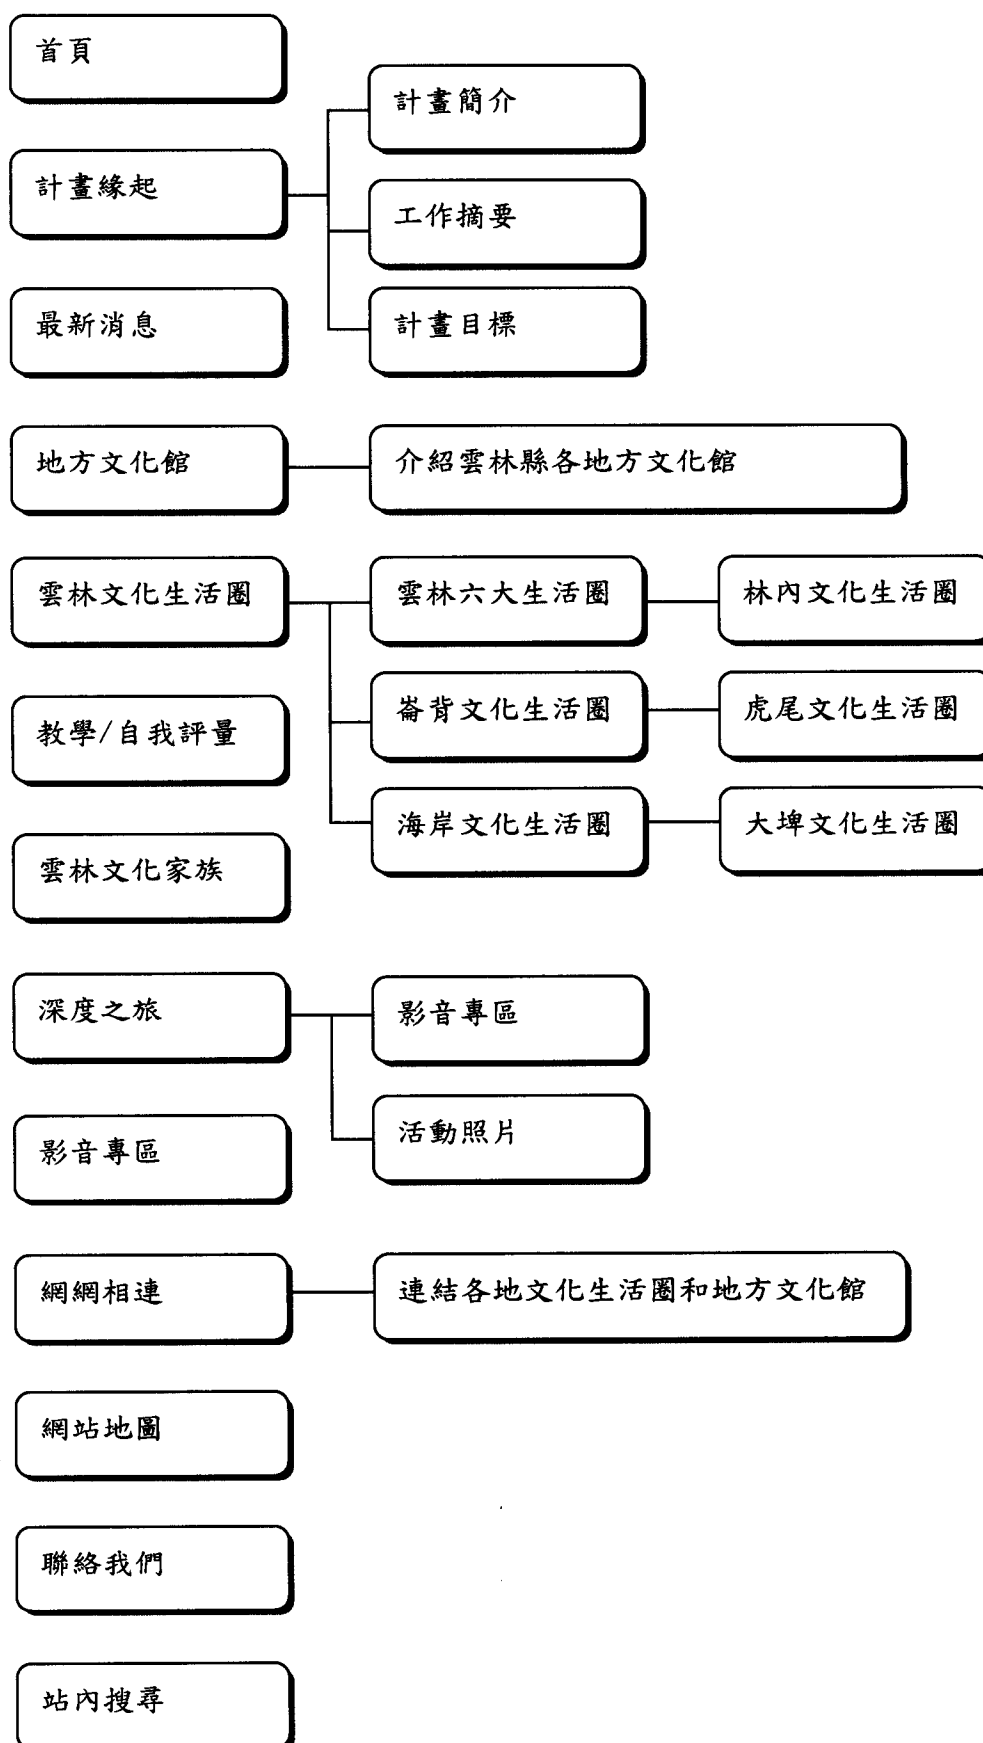 首頁
計畫緣起
計畫簡介
工作摘要
計畫目標
最新消息
地方文化館
介紹雲林縣各地方文化館
雲林文化生活圈
雲林六大生活圈
林內文化生活圈
崙背文化生活圈
虎尾文化生活圈
海岸文化生活圈
大埤文化生活圈
教學/自我評量
雲林文化家族
深度之旅
影音專區
活動照片
影音專區
網網相連
連結各地文化生活圈和地方文化館
網站地圖
聯絡我們
站內搜尋